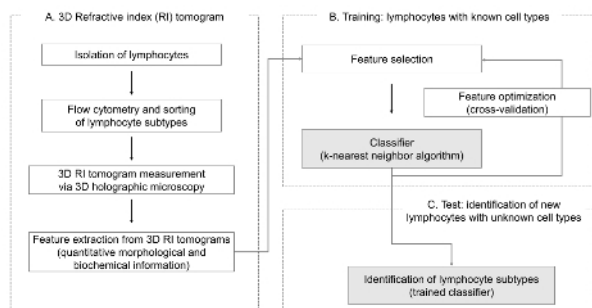 A. 3D Refractive index (RI) tomogram
Isolation of lymphocytes
Flow cytometry and sorting
of lymphocyte subtypes
3D RI tomogram measurement
via 3D holographic microscopy
Feature extraction from 3D RI tomograms
(quantitative morphological and
biochemical information)
B. Training: lymphocytes with known cell types
Feature selection
Feature optimization
(cross-validation)
Classifier
(k-nearest neighbor algorithm)
C. Test: identification of new
lymphocytes with unknown cell types
Identification of lymphocyte subtypes
(trained classifier)